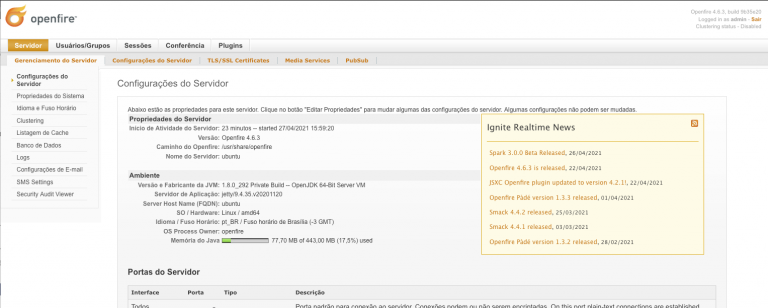 openfire
Openfire 4.6.3, build
Logged in as admin - Sair
Clustering status - Disabled
Servidor Usuários/Grupos Sessões Conferência Plugins
Gerenciamento do Servidor Configurações do Servidor TLS/SSL Certificates Media Services PubSub
Configurações do
Servidor
Propriedades do Sistema
Idioma e Fuso Horário
Clustering
Listagem de Cache
Banco de Dados
Logs
Configurações de E-mail
SMS Settings
Security Audit Viewer
Configurações do Servidor
Abaixo estão as propriedades para este servidor. Clique no botão "Editar Propriedades" para mudar algumas das configurações do servidor. Algumas configurações não podem ser mudadas.
Propriedades do Servidor
Início de Atividade do Servidor: 23 minutes -- started 27/04/2021 15:59:20
Versão: Openfire 4.6.3
Caminho do Openfire: /usr/share/openfire
Nome do Servidor: ubuntu
Ambiente
Versão e Fabricante da JVM: 1.8.0_292 Private Build -- OpenJDK 64-Bit Server VM
Servidor de Aplicação: jetty/9.4.35.v20201120
Server Host Name (FQDN): ubuntu
SO / Hardware: Linux / amd64
Idioma / Fuso Horário: pt_BR / Fuso horário de Brasília (-3 GMT)
OS Process Owner: openfire
Memória do Java 77,70 MB of 443,00 MB (17,5%) used
Ignite Realtime News
Spark 3.0.0 Beta Released, 26/04/2021
Openfire 4.6.3 is released, 22/04/2021
JSXC Openfire plugin updated to version 4.2.1!, 22/04/2021
Openfire Pàdé version 1.3.3 released, 01/04/2021
Smack 4.4.2 released, 25/03/2021
Smack 4.4.1 released, 03/03/2021
Openfire Pàdé version 1.3.2 released, 28/02/2021
Portas do Servidor
Interface Porta Tipo Descrição
Todos Porta padrão para conexão ao servidor. Conexões podem ou não serem encriptadas. On this port plain-text connections are established,